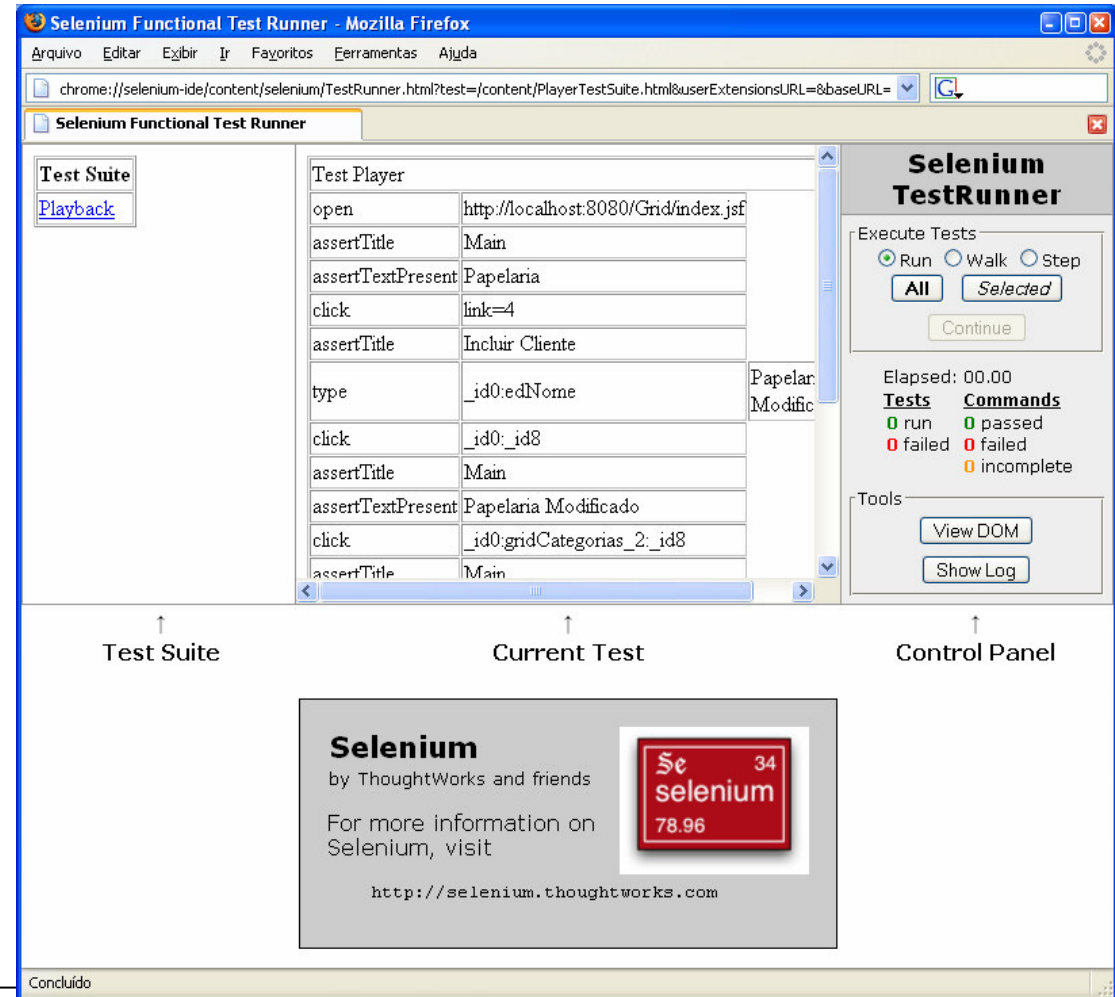 Selenium Functional Test Runner - Mozilla Firefox
Arquivo Editar Exibir Ir Favoritos Ferramentas Ajuda
chrome://selenium-ide/content/selenium/TestRunner.html?test=/content/PlayerTestSuite.html&userExtensionsURL=&baseURL= G
Selenium Functional Test Runner
Test Suite
Playback
Test Player
open http://localhost:8080/Grid/index.jsf
assertTitle Main
assertTextPresent Papelaria
click link=4
assertTitle Incluir Cliente
type _id0:edNome Papelar
Modific
click _id0:_id8
assertTitle Main
assertTextPresent Papelaria Modificado
click _id0:gridCategorias_2:_id8
assertTitle Main
Selenium
TestRunner
Execute Tests
Run Walk Step
All Selected
Continue
Elapsed: 00.00
Tests Commands
0 run 0 passed
0 failed 0 failed
0 incomplete
Tools
View DOM
Show Log
↑ ↑ ↑
Test Suite Current Test Control Panel
Selenium
by ThoughtWorks and friends
For more information on
Selenium, visit
http://selenium.thoughtworks.com
Se 34
selenium
78.96
Concluído